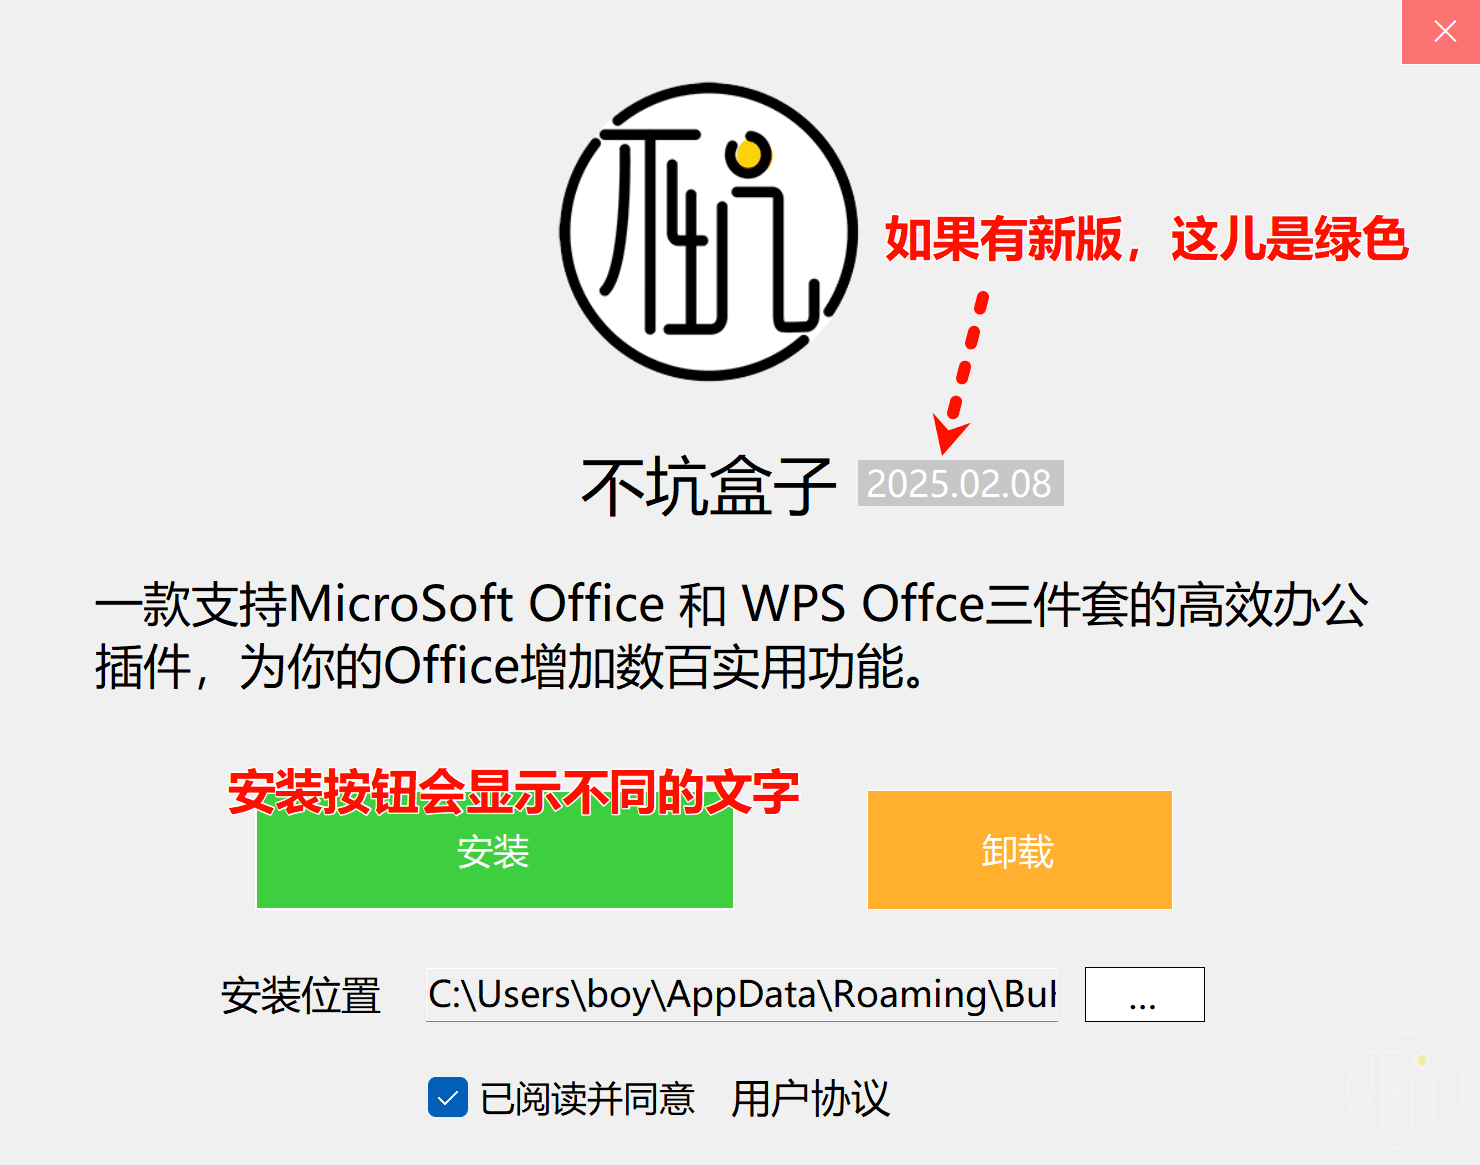 不坑
如果有新版，这儿是绿色
不坑盒子 2025.02.08
一款支持MicroSoft Office 和 WPS Offce三件套的高效办公
插件，为你的Office增加数百实用功能。
安装按钮会显示不同的文字
安装 卸载
安装位置 C:\Users\boy\AppData\Roaming\Bu ...
已阅读并同意 用户协议